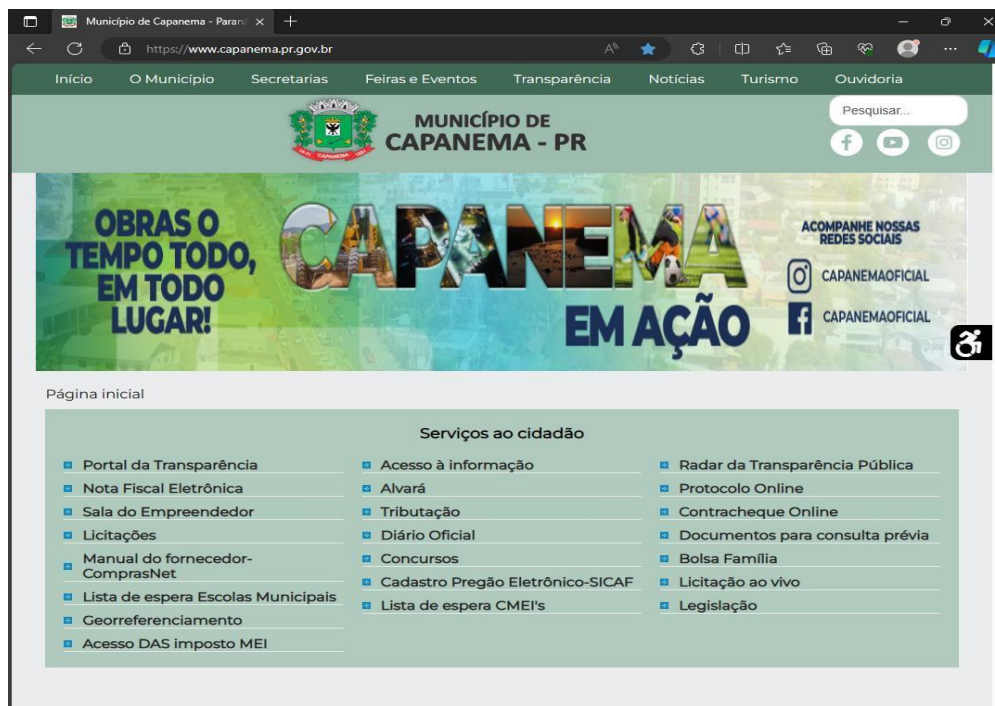 Município de Capanema - Paraná
https://www.capanema.pr.gov.br
Início O Município Secretarias Feiras e Eventos Transparência Notícias Turismo Ouvidoria
MUNICÍPIO DE
CAPANEMA - PR
Pesquisar...
OBRAS O
TEMPO TODO,
EM TODO
LUGAR!
CAPANEMA
EM AÇÃO
ACOMPANHE NOSSAS
REDES SOCIAIS
CAPANEMAOFICIAL
CAPANEMAOFICIAL
Página inicial
Serviços ao cidadão
Portal da Transparência
Nota Fiscal Eletrônica
Sala do Empreendedor
Licitações
Manual do fornecedor-
ComprasNet
Lista de espera Escolas Municipais
Georreferenciamento
Acesso DAS imposto MEI
Acesso à informação
Alvará
Tributação
Diário Oficial
Concursos
Cadastro Pregão Eletrônico-SICAF
Lista de espera CMEI's
Radar da Transparência Pública
Protocolo Online
Contracheque Online
Documentos para consulta prévia
Bolsa Família
Licitação ao vivo
Legislação